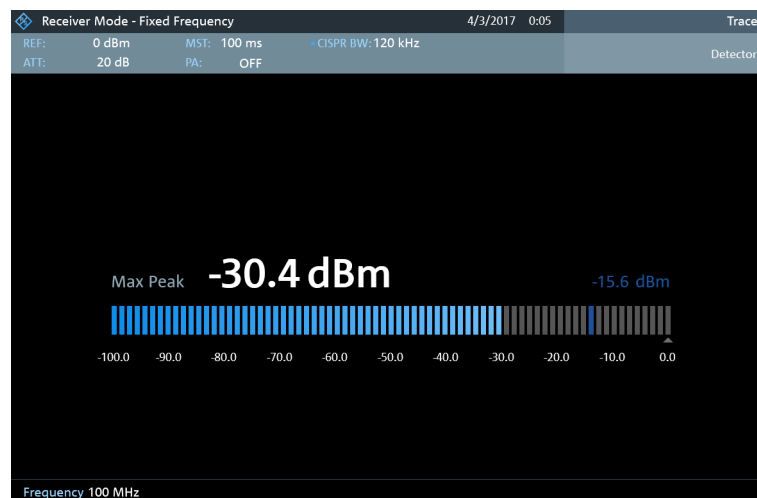 Receiver Mode - Fixed Frequency 4/3/2017 0:05 Trace
REF: 0 dBm MST: 100 ms CISPR BW: 120 kHz
Detector
ATT: 20 dB PA: OFF
Max Peak -30.4 dBm -15.6 dBm
-100.0 -90.0 -80.0 -70.0 -60.0 -50.0 -40.0 -30.0 -20.0 -10.0 0.0
Frequency 100 MHz